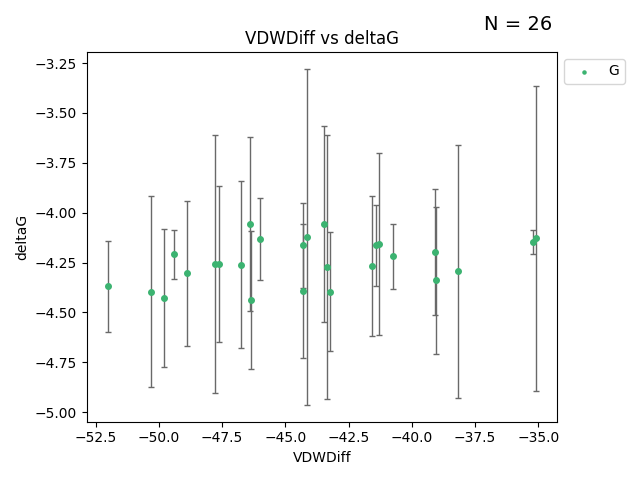 N = 26
VDWDiff vs deltaG
G
−3.25
−3.50
−3.75
−4.00
−4.25
−4.50
−4.75
−5.00
deltaG
−52.5 −50.0 −47.5 −45.0 −42.5 −40.0 −37.5 −35.0
VDWDiff